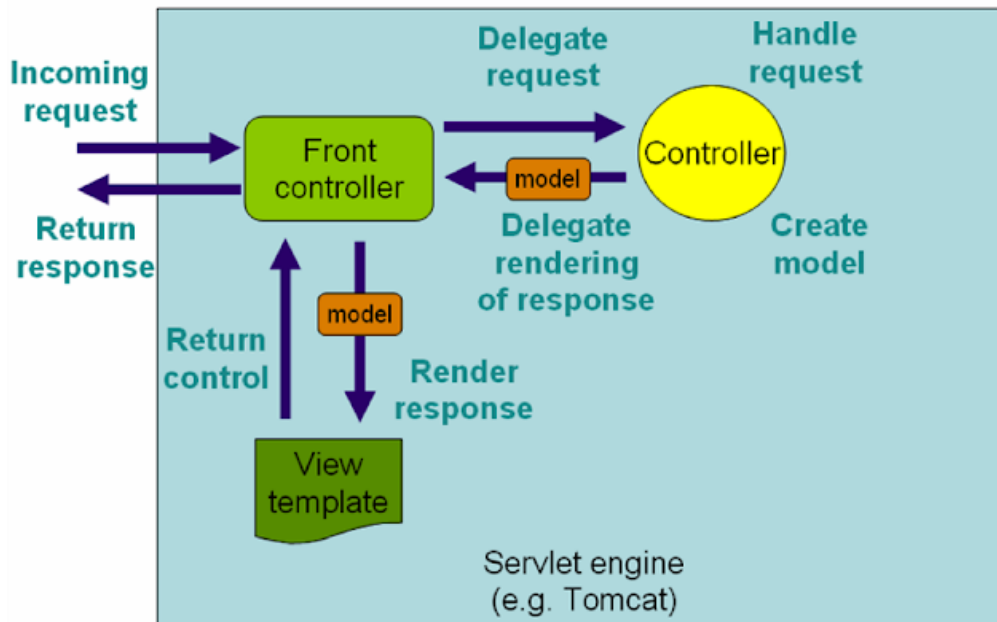 Incoming
request
Return
response
Front
controller
Delegate
request
Handle
request
Controller
model
Delegate
rendering
of response
Create
model
Return
control
model
Render
response
View
template
Servlet engine
(e.g. Tomcat)